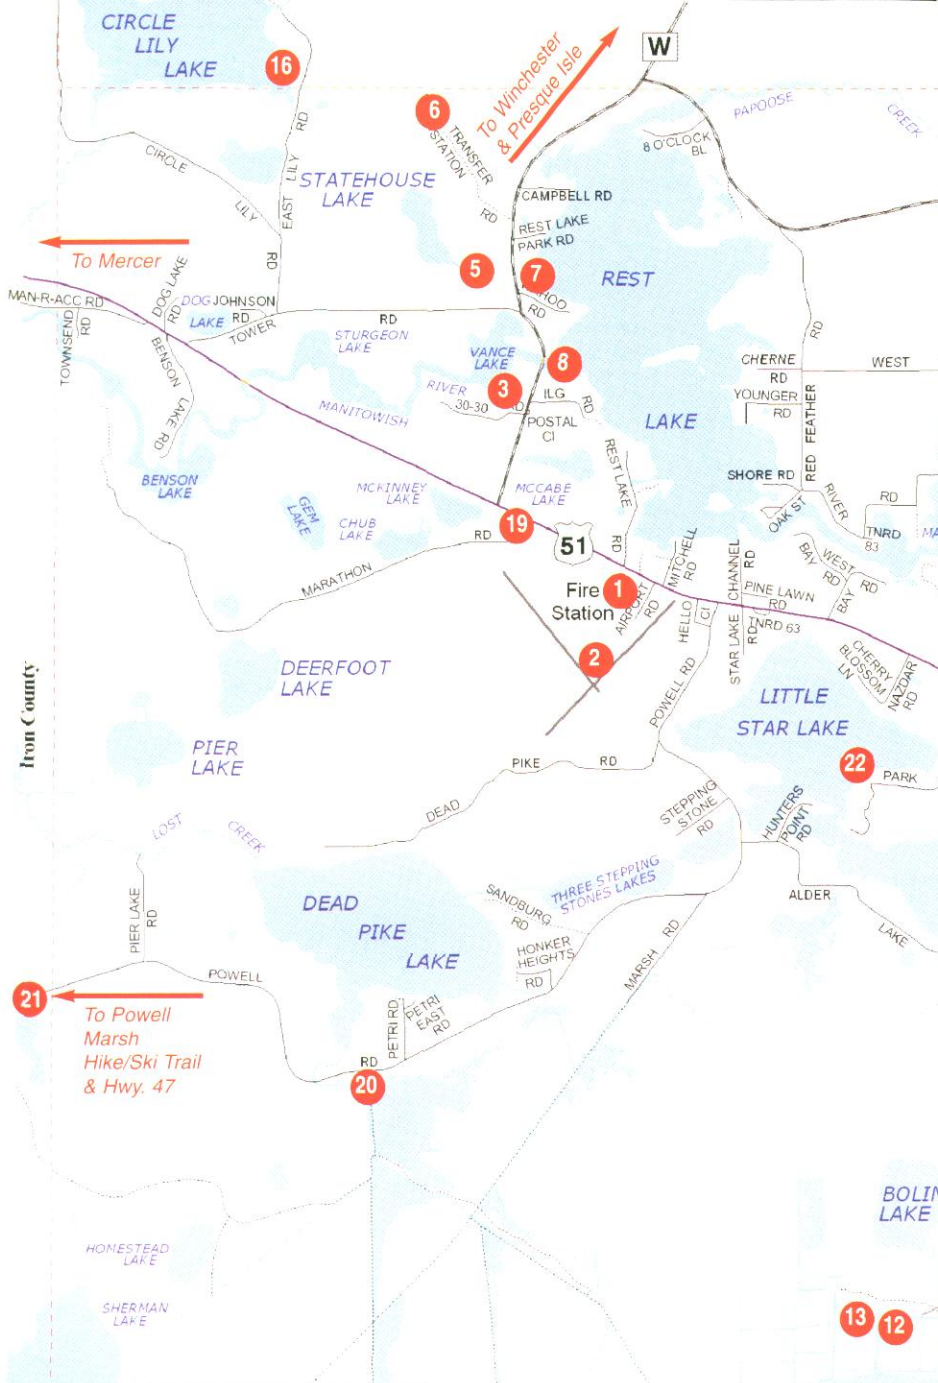 CIRCLE
LILY
LAKE
16
W
To Winchester
& Presque Isle
6
TRANSFER
STATION
RD
PAPOOSE
CREEK
8 O'CLOCK
BL
CIRCLE
LILY
RD
EAST LILY
RD
STATEHOUSE
LAKE
CAMPBELL RD
REST LAKE
PARK RD
To Mercer
5
7
RD
REST
LAKE
MAN-R-ACC RD
DOG LAKE
RD
DOG
LAKE
JOHNSON
RD
TOWER
RD
TOWNSEND
RD
STURGEON
LAKE
VANCE
LAKE
8
BENSON
LAKE RD
RIVER
3
30-30
RD
ILG
RD
POSTAL
CI
MANITOWISH
CHERNE
RD
WEST
YOUNGER
RD
RED FEATHER
RD
REST LAKE
RD
BENSON
LAKE
GEM
LAKE
MCKINNEY
LAKE
MCCABE
LAKE
CHUB
LAKE
SHORE RD
OAK ST
RIVER
RD
TNRD
83
MA
19
RD
MARATHON
51
Fire
Station
1
AIRPORT
RD
MITCHELL
RD
HELLO
CI
STAR LAKE
RD
CHANNEL
RD
PINE LAWN
RD
TNRD 63
WEST
BAY
RD
BAY
RD
CHERRY
BLOSSOM
LN
NAZDAR
RD
2
POWELL RD
Iron County
DEERFOOT
LAKE
PIER
LAKE
LITTLE
STAR LAKE
22
PARK
DEAD
PIKE
RD
STEPPING
STONE
RD
HUNTERS
POINT
RD
LOST
CREEK
ALDER
LAKE
THREE STEPPING
STONES LAKES
DEAD
PIKE
LAKE
SANDBURG
RD
HONKER
HEIGHTS
RD
MARSH
RD
PIER LAKE
RD
POWELL
RD
21
To Powell
Marsh
Hike/Ski Trail
& Hwy. 47
PETRI RD
PETRI
EAST
RD
20
HOMESTEAD
LAKE
SHERMAN
LAKE
LAKE
13
12